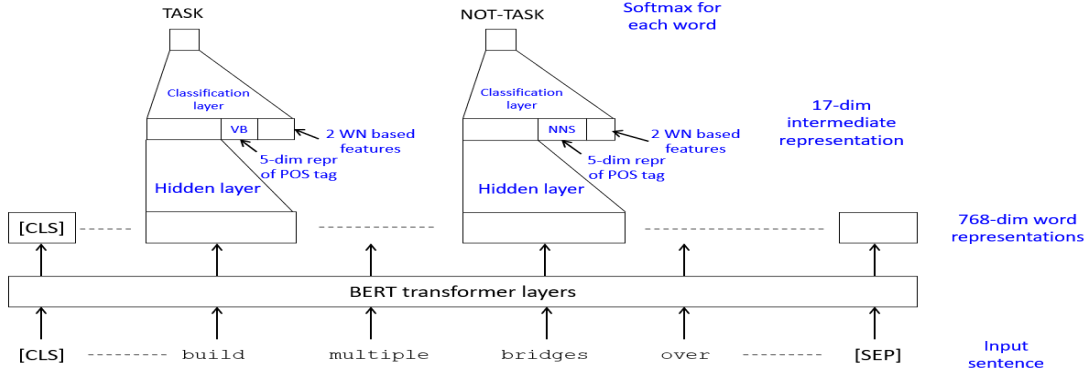 TASK
NOT-TASK
Softmax for
each word
Classification
layer
Classification
layer
17-dim
intermediate
representation
VB
2 WN based
features
NNS
2 WN based
features
5-dim repr
of POS tag
5-dim repr
of POS tag
Hidden layer
Hidden layer
[CLS]
768-dim word
representations
BERT transformer layers
[CLS] build multiple bridges over [SEP]
Input
sentence